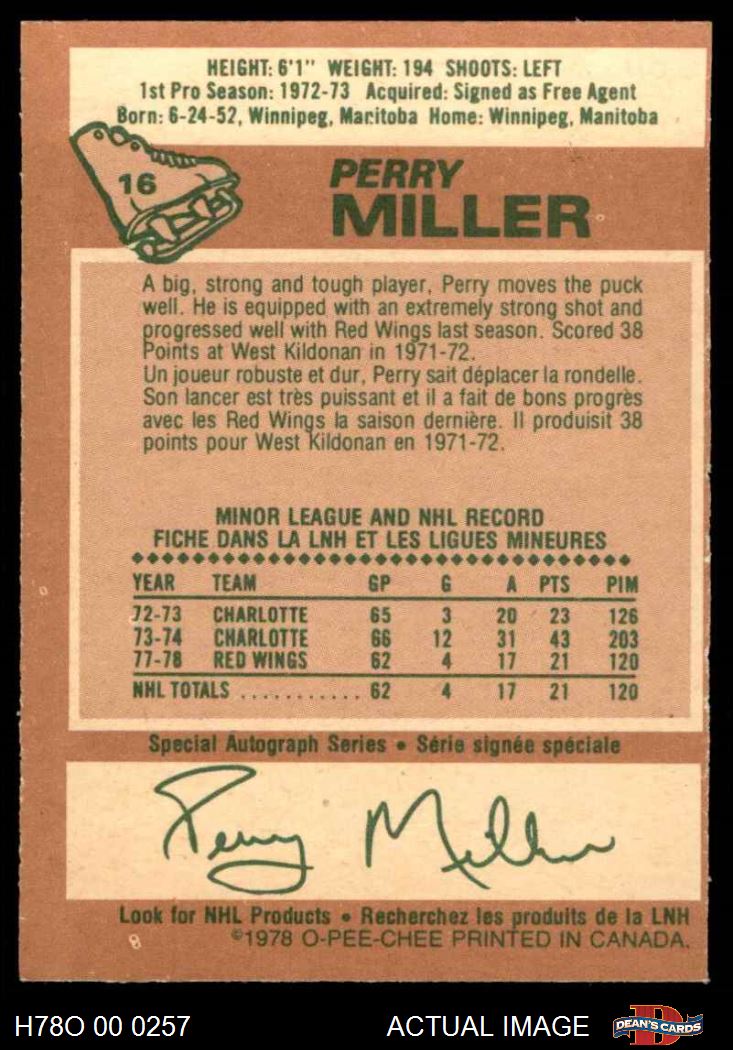 HEIGHT: 6'1" WEIGHT: 194 SHOOTS: LEFT
1st Pro Season: 1972-73 Acquired: Signed as Free Agent
Born: 6-24-52, Winnipeg, Manitoba Home: Winnipeg, Manitoba
16
PERRY
MILLER
A big, strong and tough player, Perry moves the puck
well. He is equipped with an extremely strong shot and
progressed well with Red Wings last season. Scored 38
Points at West Kildonan in 1971-72.
Un joueur robuste et dur, Perry sait déplacer la rondelle.
Son lancer est très puissant et il a fait de bons progrès
avec les Red Wings la saison dernière. Il produisit 38
points pour West Kildonan en 1971-72.
MINOR LEAGUE AND NHL RECORD
FICHE DANS LA LNH ET LES LIGUES MINEURES
YEAR TEAM GP G A PTS PIM
72-73 CHARLOTTE 65 3 20 23 126
73-74 CHARLOTTE 66 12 31 43 203
77-78 RED WINGS 62 4 17 21 120
NHL TOTALS ............ 62 4 17 21 120
Special Autograph Series • Série signée spéciale
Perry Miller
Look for NHL Products • Recherchez les produits de la LNH
©1978 O-PEE-CHEE PRINTED IN CANADA.
H78O 00 0257
ACTUAL IMAGE
D
DEAN'S CARDS